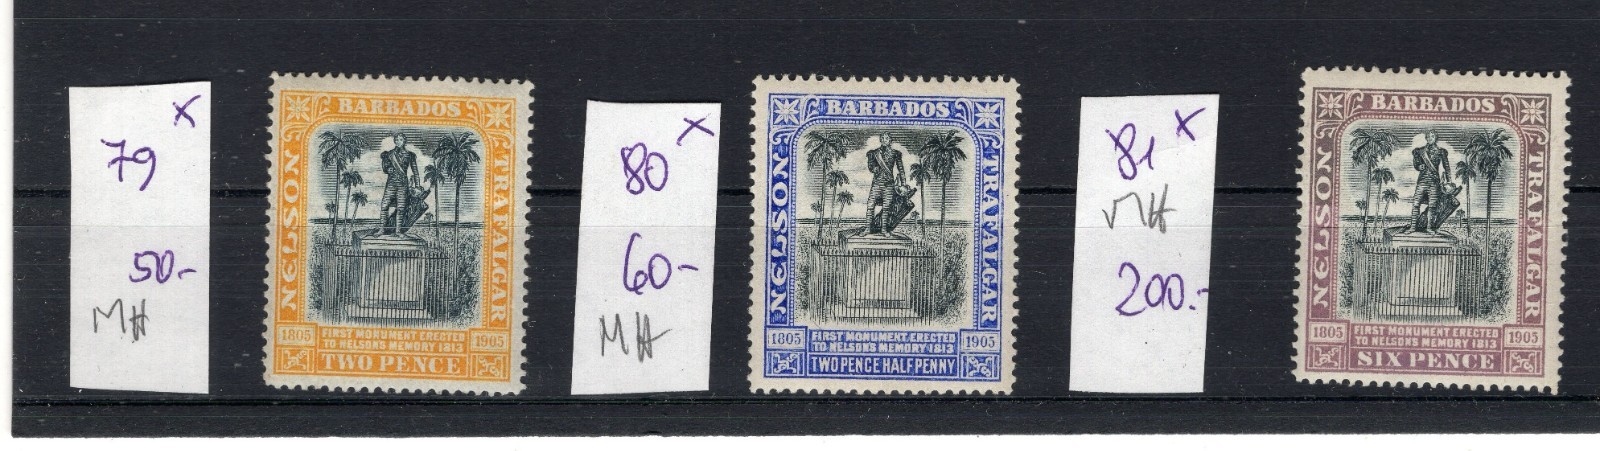 x
79
50.-
MH
BARBADOS
NELSON
TRAFALGAR
1805
FIRST MONUMENT ERECTED
TO NELSONS MEMORY 1813
1905
TWO PENCE
x
80
60-
MH
BARBADOS
NELSON
TRAFALGAR
1805
FIRST MONUMENT ERECTED
TO NELSONS MEMORY 1813
1905
TWO PENCE HALF PENNY
81 x
MH
200.-
BARBADOS
NELSON
TRAFALGAR
1805
FIRST MONUMENT ERECTED
TO NELSONS MEMORY 1813
1905
SIX PENCE